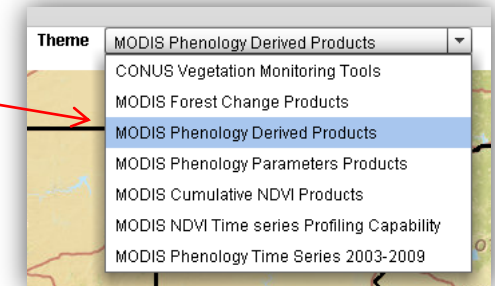 Theme MODIS Phenology Derived Products
CONUS Vegetation Monitoring Tools
MODIS Forest Change Products
MODIS Phenology Derived Products
MODIS Phenology Parameters Products
MODIS Cumulative NDVI Products
MODIS NDVI Time series Profiling Capability
MODIS Phenology Time Series 2003-2009